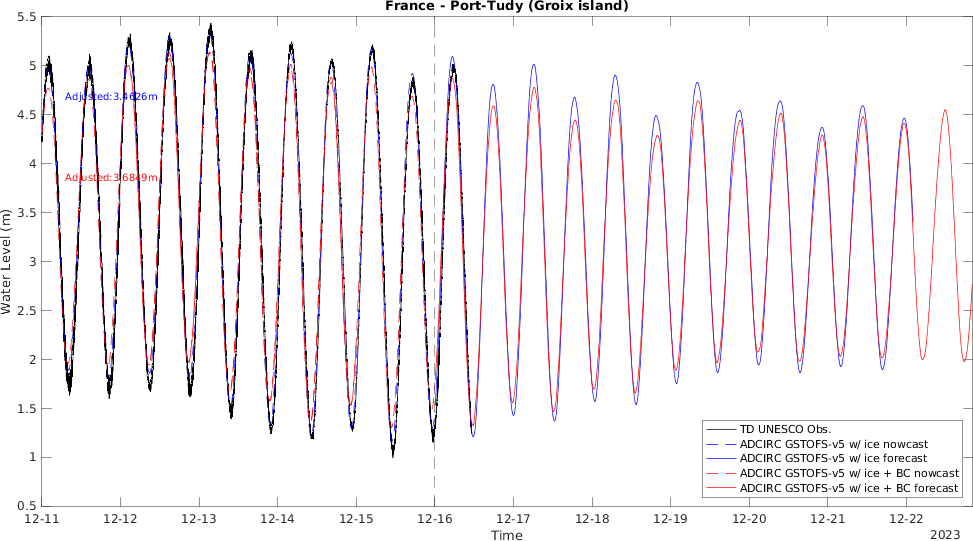 France - Port-Tudy (Groix island)
5.5
5
4.5
4
3.5
3
2.5
2
1.5
1
0.5
Water Level (m)
Adjusted:3.4626m
Adjusted:3.6849m
TD UNESCO Obs.
ADCIRC GSTOFS-v5 w/ ice nowcast
ADCIRC GSTOFS-v5 w/ ice forecast
ADCIRC GSTOFS-v5 w/ ice + BC nowcast
ADCIRC GSTOFS-v5 w/ ice + BC forecast
12-11 12-12 12-13 12-14 12-15 12-16 12-17 12-18 12-19 12-20 12-21 12-22
Time
2023